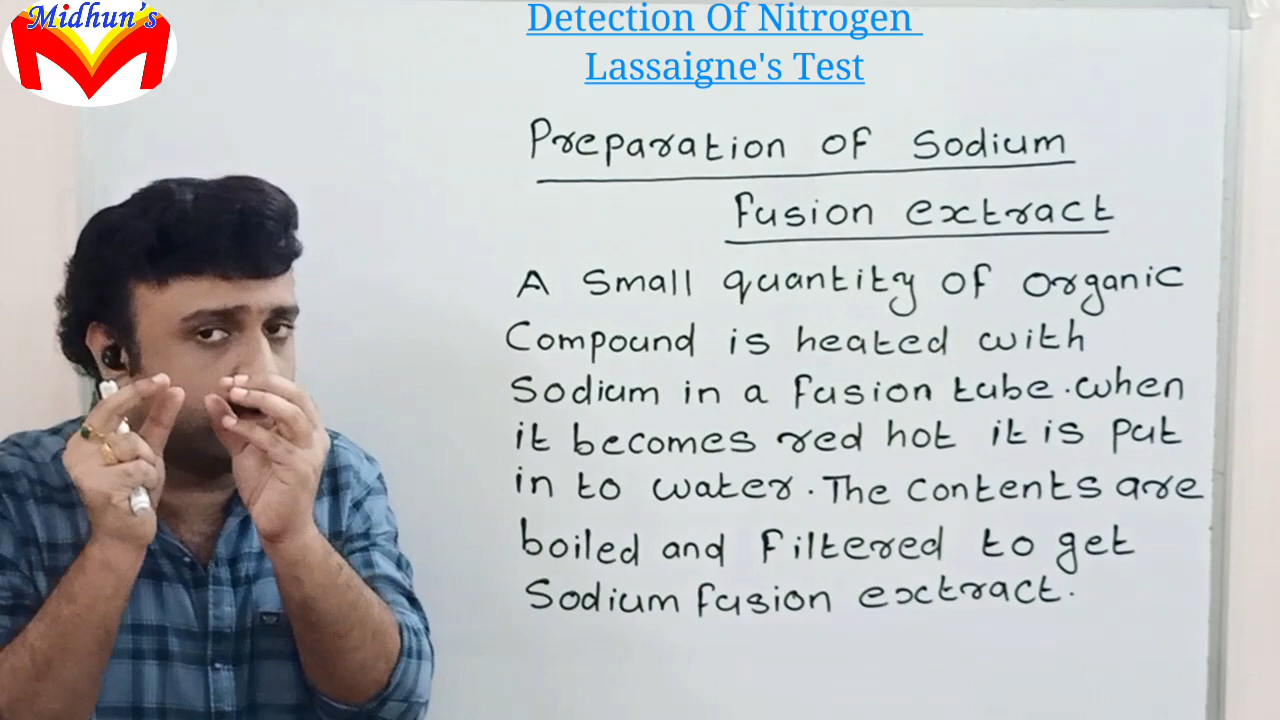 Midhun's
Detection Of Nitrogen
Lassaigne's Test
Preparation of Sodium
Fusion extract
A Small quantity of organic
Compound is heated with
Sodium in a fusion tube. when
it becomes red hot it is put
in to water. The contents are
boiled and Filtered to get
Sodium fusion exctract.